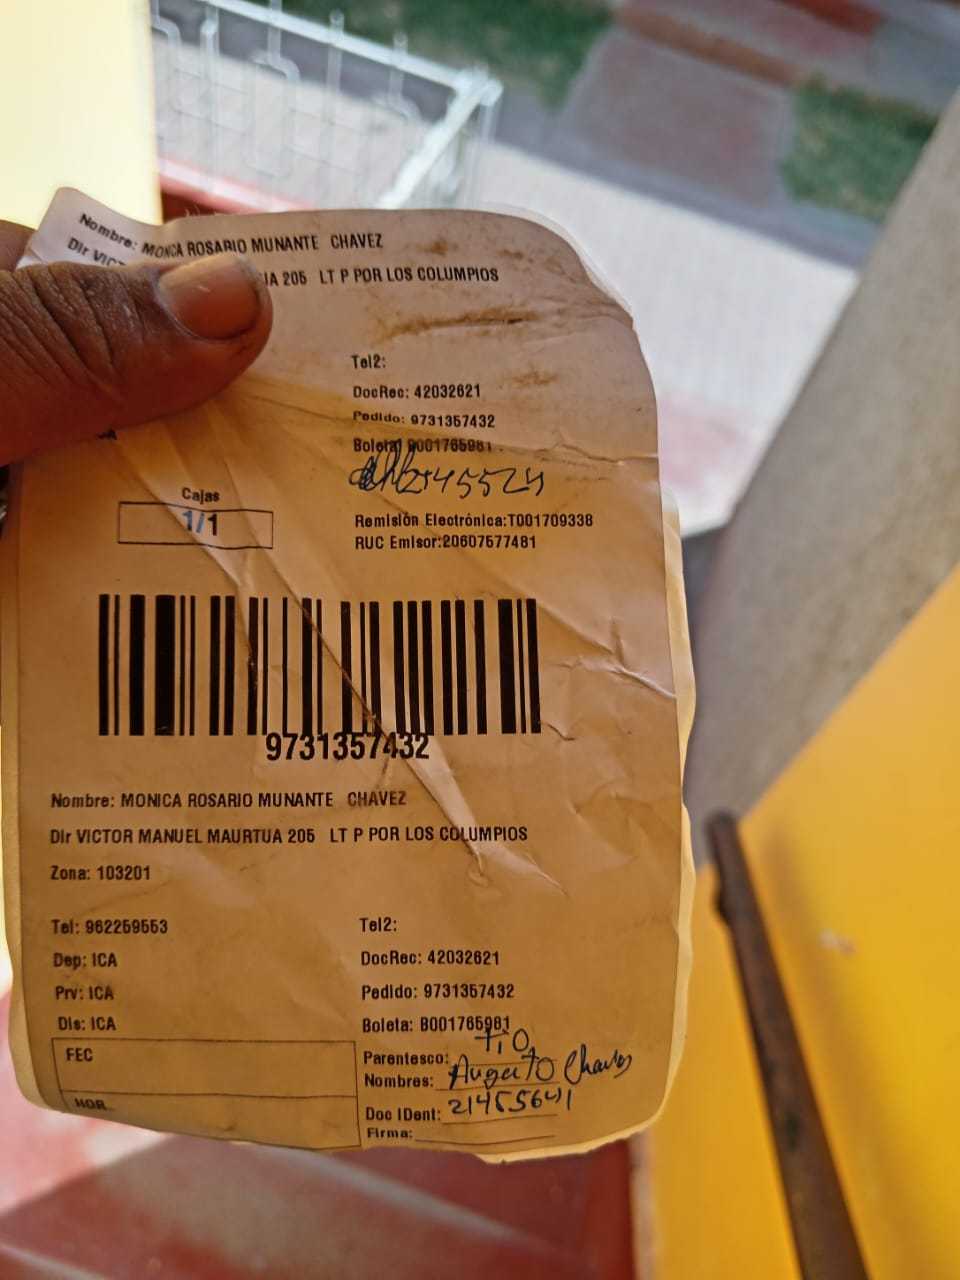 Nombre: MONICA ROSARIO MUNANTE CHAVEZ
Dir VICT IA 205 LT P POR LOS COLUMPIOS
Tel2:
DocRec: 42032621
Pedido: 9731357432
Boleta: B001765981
Cajas
1/1
Remisión Electrónica:T001709338
RUC Emisor:20607577481
9731357432
Nombre: MONICA ROSARIO MUNANTE CHAVEZ
Dir VICTOR MANUEL MAURTUA 205 LT P POR LOS COLUMPIOS
Zona: 103201
Tel: 962259553
Tel2:
Dep: ICA
DocRec: 42032621
Prv: ICA
Pedido: 9731357432
Dis: ICA
Boleta: B001765981
FEC
Parentesco: TIO
Nombres: Augusto Chavez
HOR
Doc IDent: 21455641
Firma: